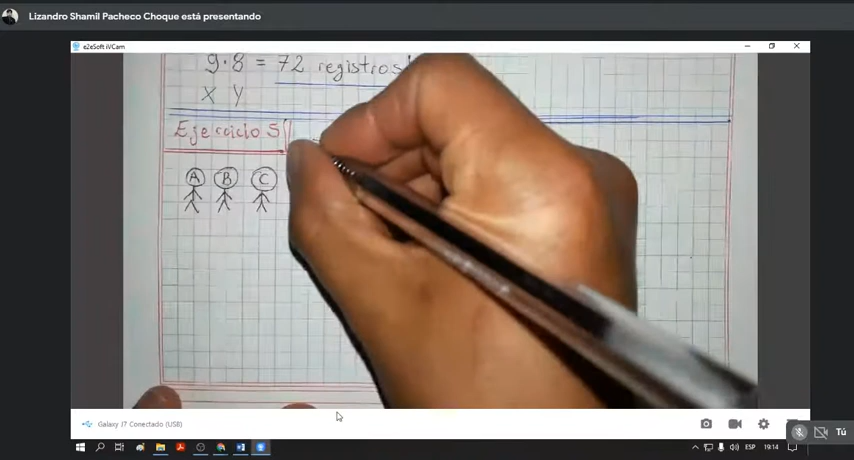 Lizandro Shamil Pacheco Choque está presentando
e2eSoft iVCam
9·8 = 72 registros
X Y
Ejercicio 5
A B C
Galaxy J7 Conectado (USB)
Tú
ESP 19:14